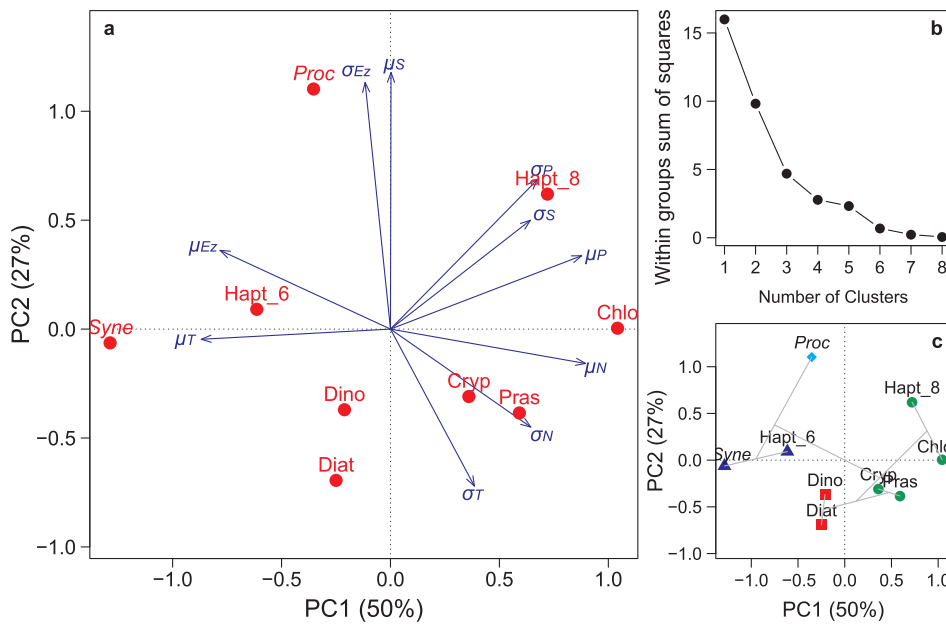 a
Proc
σEz
μS
σP
Hapt_8
σS
μEz
μP
Hapt_6
Chlo
Syne
μT
μN
Cryp
Dino
Pras
σN
Diat
σT
PC2 (27%)
1.0
0.5
0.0
−0.5
−1.0
−1.0
−0.5
0.0
0.5
1.0
PC1 (50%)
b
Within groups sum of squares
15
10
5
0
1 2 3 4 5 6 7 8
Number of Clusters
c
Proc
Hapt_8
Hapt_6
Syne
Chlo
Dino
Cryp
Pras
Diat
PC2 (27%)
1.0
0.5
0.0
−0.5
−1.0
−1.0
−0.5
0.0
0.5
1.0
PC1 (50%)